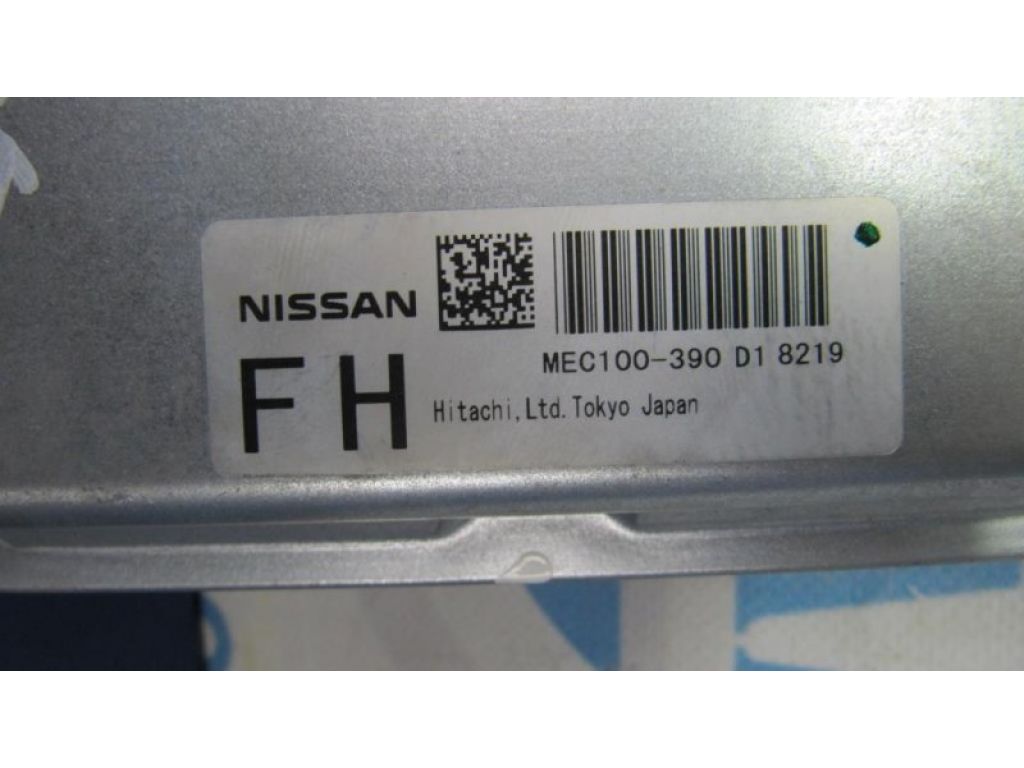 NISSAN
MEC100-390 D1 8219
FH
Hitachi,Ltd.Tokyo Japan